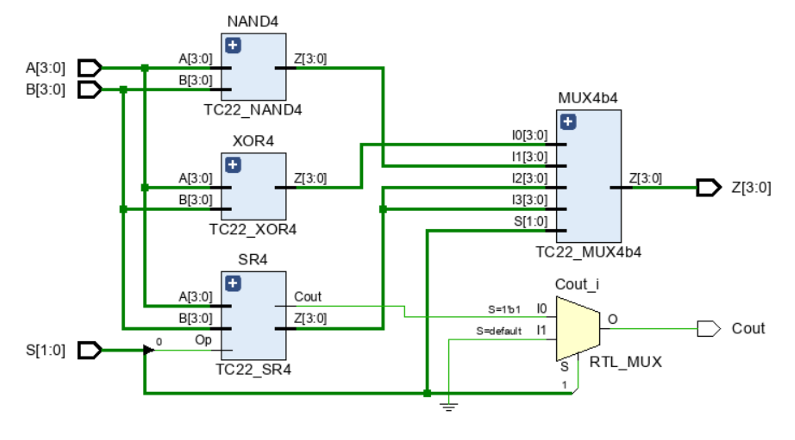 NAND4
A[3:0]
B[3:0]
A[3:0]
B[3:0]
Z[3:0]
TC22_NAND4
XOR4
A[3:0]
B[3:0]
Z[3:0]
TC22_XOR4
SR4
A[3:0]
B[3:0]
Op
Cout
Z[3:0]
TC22_SR4
S[1:0]
0
MUX4b4
I0[3:0]
I1[3:0]
I2[3:0]
I3[3:0]
S[1:0]
Z[3:0]
Z[3:0]
TC22_MUX4b4
Cout_i
S=1'b1
I0
S=default
I1
O
Cout
S
RTL_MUX
1